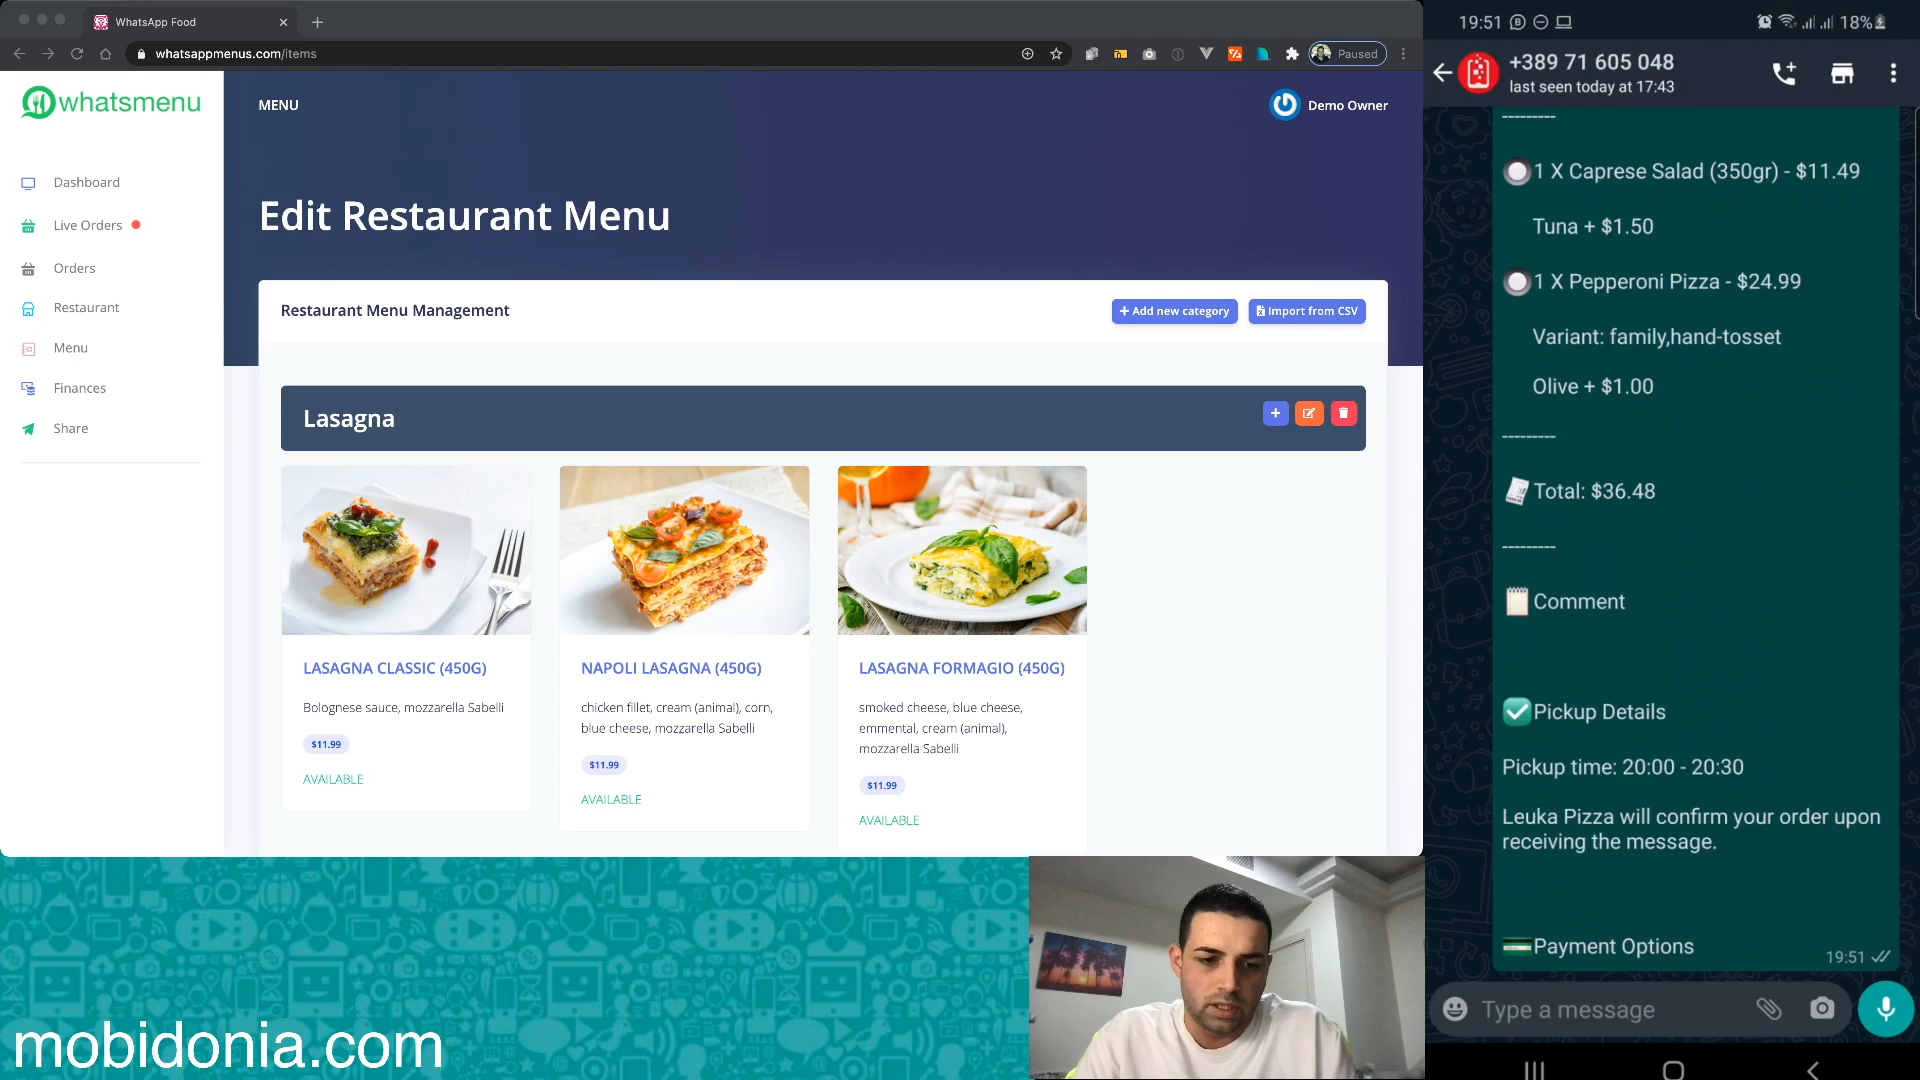 WhatsApp Food
whatsappmenus.com/items
Paused
whatsmenu
Dashboard
Live Orders
Orders
Restaurant
Menu
Finances
Share
MENU
Demo Owner
Edit Restaurant Menu
Restaurant Menu Management
+ Add new category
Import from CSV
Lasagna
LASAGNA CLASSIC (450G)
Bolognese sauce, mozzarella Sabelli
$11.99
AVAILABLE
NAPOLI LASAGNA (450G)
chicken fillet, cream (animal), corn,
blue cheese, mozzarella Sabelli
$11.99
AVAILABLE
LASAGNA FORMAGIO (450G)
smoked cheese, blue cheese,
emmental, cream (animal),
mozzarella Sabelli
$11.99
AVAILABLE
mobidonia.com
19:51
18%
+389 71 605 048
last seen today at 17:43
---------
1 X Caprese Salad (350gr) - $11.49
Tuna + $1.50
1 X Pepperoni Pizza - $24.99
Variant: family,hand-tosset
Olive + $1.00
---------
Total: $36.48
---------
Comment
Pickup Details
Pickup time: 20:00 - 20:30
Leuka Pizza will confirm your order upon
receiving the message.
Payment Options
19:51
Type a message